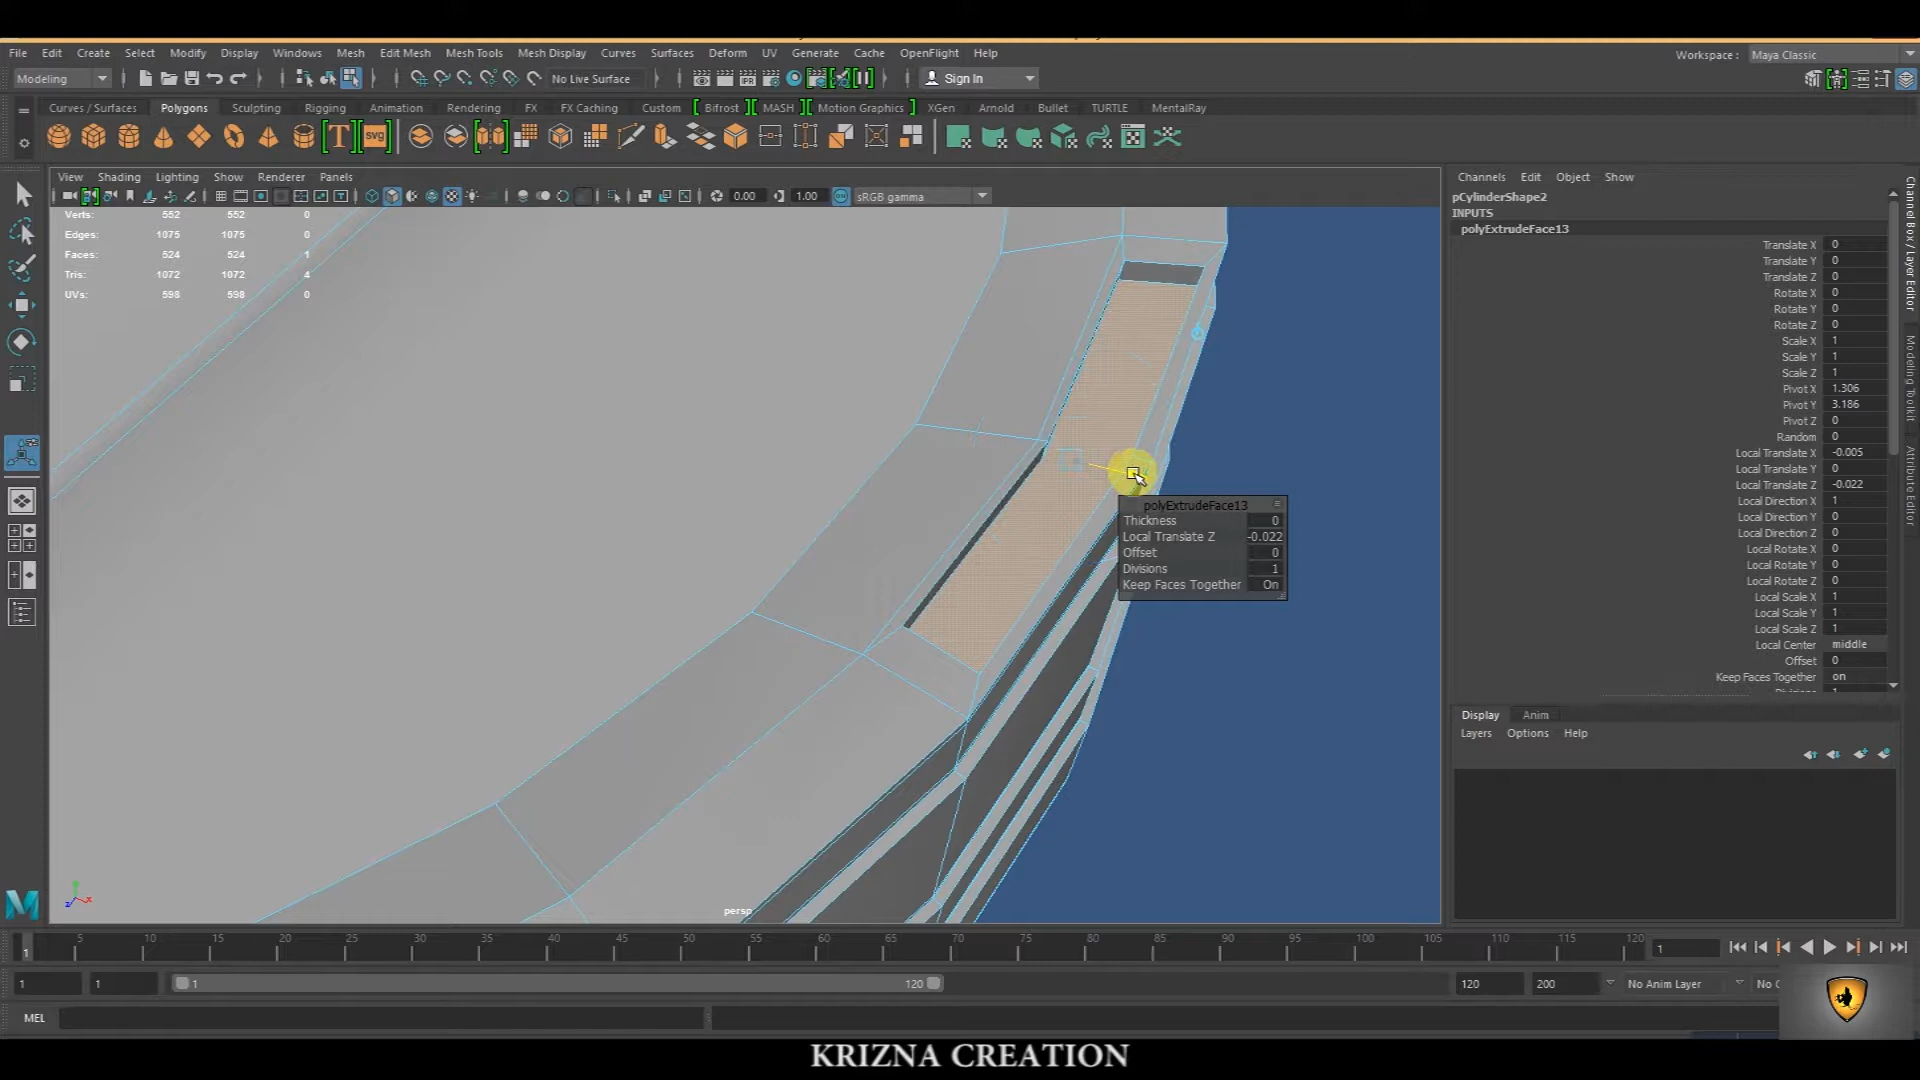 File Edit Create Select Modify Display Windows Mesh Edit Mesh Mesh Tools Mesh Display Curves Surfaces Deform UV Generate Cache OpenFlight Help
Workspace : Maya Classic
Modeling
No Live Surface
Sign In
Curves / Surfaces Polygons Sculpting Rigging Animation Rendering FX FX Caching Custom Bifrost MASH Motion Graphics XGen Arnold Bullet TURTLE MentalRay
T
svg
IPR
View Shading Lighting Show Renderer Panels
0.00
1.00
sRGB gamma
Verts: 552 552 0
Edges: 1075 1075 0
Faces: 524 524 1
Tris: 1072 1072 4
UVs: 598 598 0
polyExtrudeFace13
Thickness 0
Local Translate Z -0.022
Offset 0
Divisions 1
Keep Faces Together On
persp
z x
Channels Edit Object Show
pCylinderShape2
INPUTS
polyExtrudeFace13
Translate X 0
Translate Y 0
Translate Z 0
Rotate X 0
Rotate Y 0
Rotate Z 0
Scale X 1
Scale Y 1
Scale Z 1
Pivot X 1.306
Pivot Y 3.186
Pivot Z 0
Random 0
Local Translate X -0.005
Local Translate Y 0
Local Translate Z -0.022
Local Direction X 1
Local Direction Y 0
Local Direction Z 0
Local Rotate X 0
Local Rotate Y 0
Local Rotate Z 0
Local Scale X 1
Local Scale Y 1
Local Scale Z 1
Local Center middle
Offset 0
Keep Faces Together on
Channel Box / Layer Editor
Modeling Toolkit
Attribute Editor
Display Anim
Layers Options Help
5 10 15 20 25 30 35 40 45 50 55 60 65 70 75 80 85 90 95 100 105 110 115 120
1
1
1 1 1 120 120 200 No Anim Layer
MEL
KRIZNA CREATION